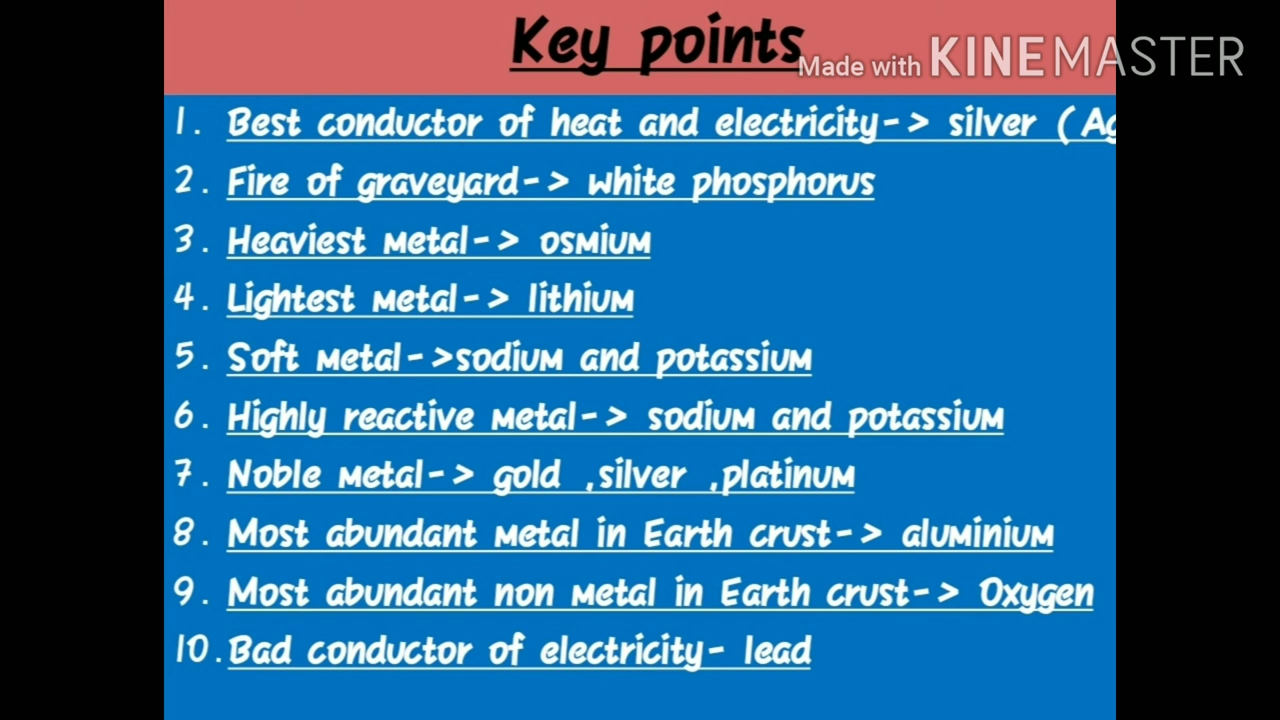 Key points
Made with KINEMASTER
1. Best conductor of heat and electricity-> silver (Ag
2. Fire of graveyard-> white phosphorus
3. Heaviest metal-> osmium
4. Lightest metal-> lithium
5. Soft metal->sodium and potassium
6. Highly reactive metal-> sodium and potassium
7. Noble metal-> gold ,silver ,platinum
8. Most abundant metal in Earth crust-> aluminium
9. Most abundant non metal in Earth crust-> Oxygen
10.Bad conductor of electricity- lead